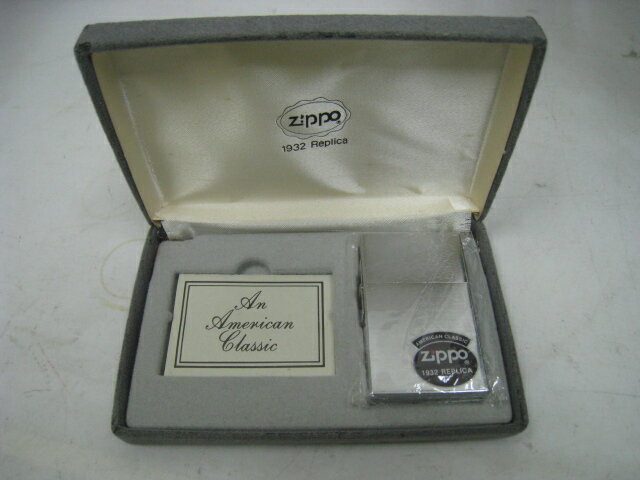 zippo®
1932 Replica
An
American
Classic
AMERICAN CLASSIC
zippo®
1932 REPLICA